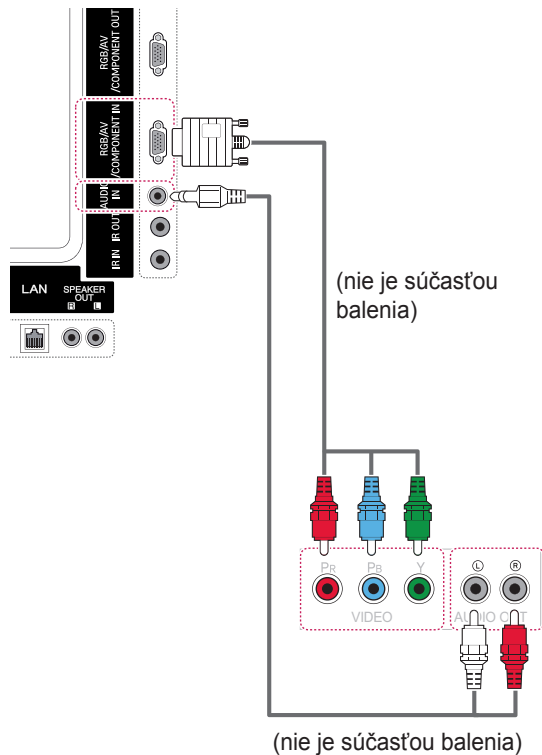 RGB/AV
/COMPONENT OUT
RGB/AV
/COMPONENT IN
AUDIO
IN
IR OUT
IR IN
LAN
SPEAKER
OUT
R
L
(nie je súčasťou
balenia)
PR
PB
Y
VIDEO
L
R
AUDIO OUT
(nie je súčasťou balenia)